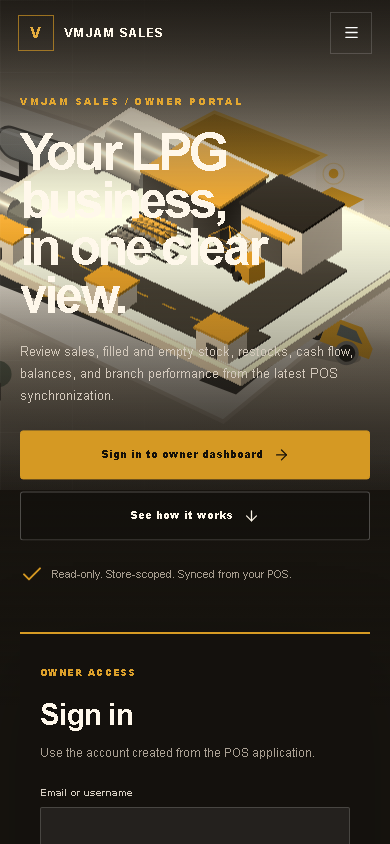 V
VMJAM SALES
VMJAM SALES / OWNER PORTAL
Your LPG
business,
in one clear
view.
Review sales, filled and empty stock, restocks, cash flow,
balances, and branch performance from the latest POS
synchronization.
Sign in to owner dashboard →
See how it works ↓
Read-only. Store-scoped. Synced from your POS.
OWNER ACCESS
Sign in
Use the account created from the POS application.
Email or username